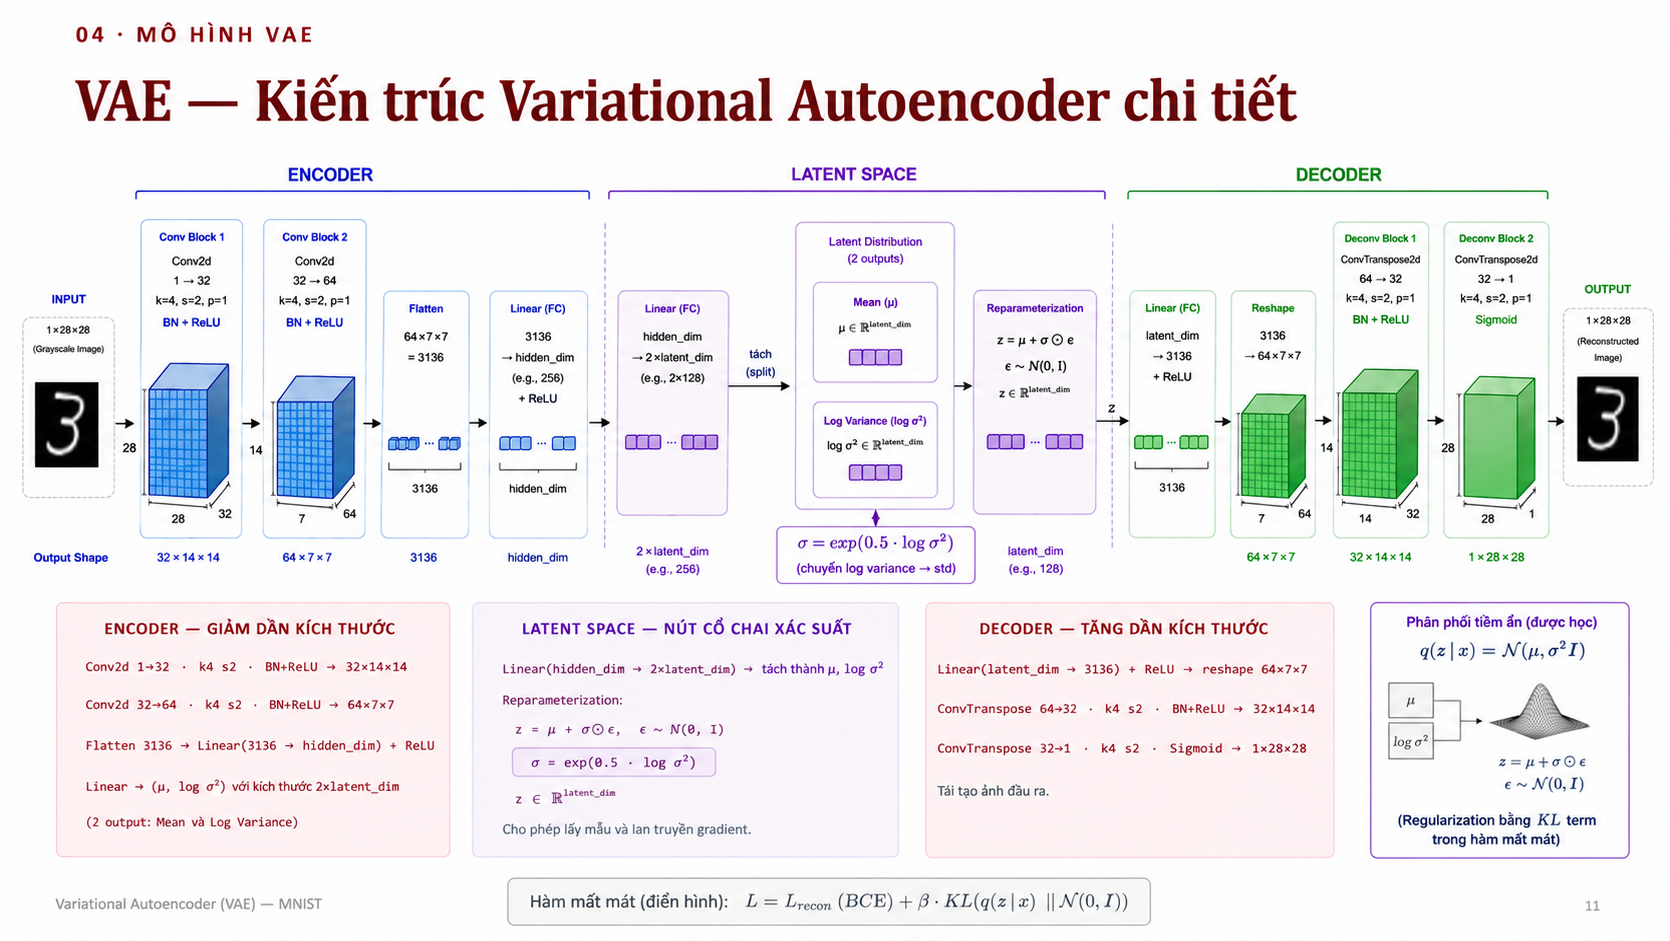 04 · MÔ HÌNH VAE
VAE — Kiến trúc Variational Autoencoder chi tiết
ENCODER
LATENT SPACE
DECODER
INPUT
1×28×28
(Grayscale Image)
28
Conv Block 1
Conv2d
1 → 32
k=4, s=2, p=1
BN + ReLU
28
32
14
Conv Block 2
Conv2d
32 → 64
k=4, s=2, p=1
BN + ReLU
7
64
Flatten
64×7×7
= 3136
...
3136
Linear (FC)
3136
→ hidden_dim
(e.g., 256)
+ ReLU
...
hidden_dim
Linear (FC)
hidden_dim
→ 2×latent_dim
(e.g., 2×128)
...
tách
(split)
Latent Distribution
(2 outputs)
Mean (μ)
μ ∈ ℝ^latent_dim
Log Variance (log σ²)
log σ² ∈ ℝ^latent_dim
σ = exp(0.5 · log σ²)
(chuyển log variance → std)
Reparameterization
z = μ + σ ⊙ ϵ
ϵ ~ N(0, I)
z ∈ ℝ^latent_dim
...
z
Linear (FC)
latent_dim
→ 3136
+ ReLU
...
3136
Reshape
3136
→ 64×7×7
7
64
14
Deconv Block 1
ConvTranspose2d
64 → 32
k=4, s=2, p=1
BN + ReLU
14
32
28
Deconv Block 2
ConvTranspose2d
32 → 1
k=4, s=2, p=1
Sigmoid
28
1
OUTPUT
1×28×28
(Reconstructed
Image)
Output Shape
32×14×14
64×7×7
3136
hidden_dim
2×latent_dim
(e.g., 256)
latent_dim
(e.g., 128)
64×7×7
32×14×14
1×28×28
ENCODER — GIẢM DẦN KÍCH THƯỚC
Conv2d 1→32 · k4 s2 · BN+ReLU → 32×14×14
Conv2d 32→64 · k4 s2 · BN+ReLU → 64×7×7
Flatten 3136 → Linear(3136 → hidden_dim) + ReLU
Linear → (μ, log σ²) với kích thước 2×latent_dim
(2 output: Mean và Log Variance)
LATENT SPACE — NÚT CỔ CHAI XÁC SUẤT
Linear(hidden_dim → 2×latent_dim) → tách thành μ, log σ²
Reparameterization:
z = μ + σ⊙ϵ, ϵ ~ N(0, I)
σ = exp(0.5 · log σ²)
z ∈ ℝ^latent_dim
Cho phép lấy mẫu và lan truyền gradient.
DECODER — TĂNG DẦN KÍCH THƯỚC
Linear(latent_dim → 3136) + ReLU → reshape 64×7×7
ConvTranspose 64→32 · k4 s2 · BN+ReLU → 32×14×14
ConvTranspose 32→1 · k4 s2 · Sigmoid → 1×28×28
Tái tạo ảnh đầu ra.
Phân phối tiềm ẩn (được học)
q(z | x) = N(μ, σ²I)
μ
log σ²
z = μ + σ ⊙ ϵ
ϵ ~ N(0, I)
(Regularization bằng KL term
trong hàm mất mát)
Hàm mất mát (điển hình): L = L_recon (BCE) + β · KL(q(z | x) || N(0, I))
Variational Autoencoder (VAE) — MNIST
11